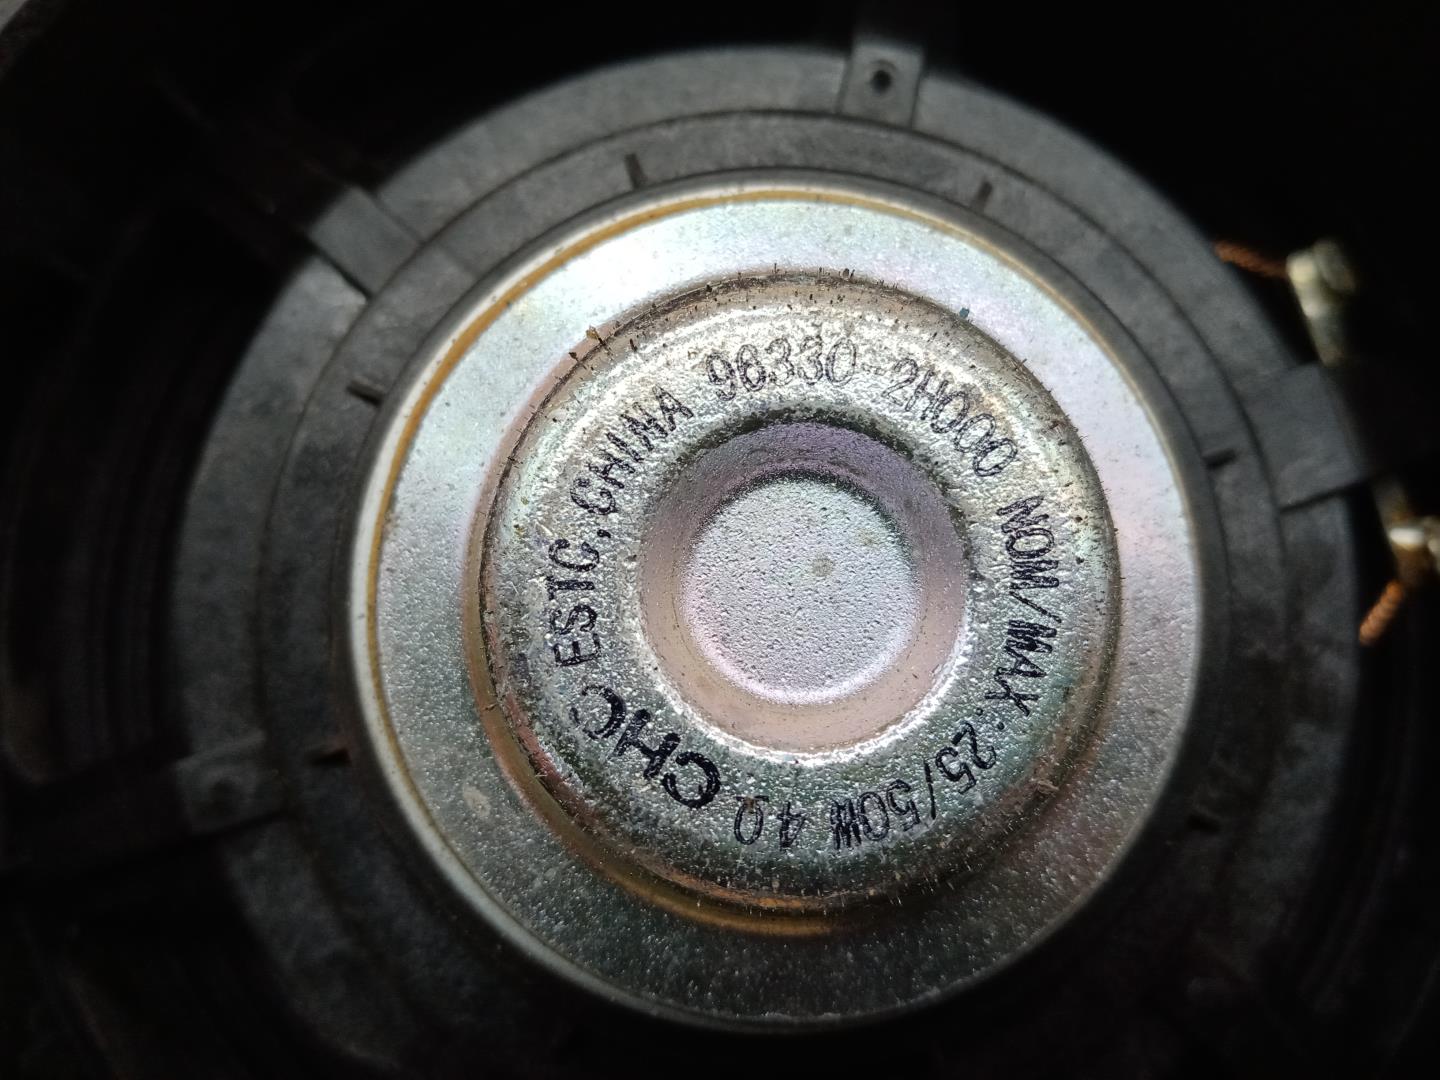 CHC ESTC.CHINA 96330-2H000 NOM/MAX:25/50W 4Ω